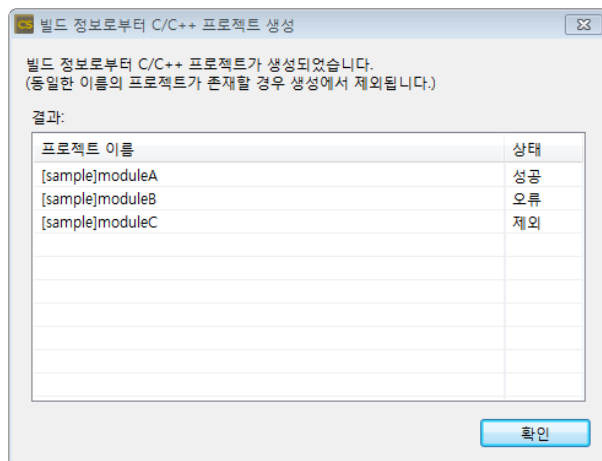 CS 빌드 정보로부터 C/C++ 프로젝트 생성
빌드 정보로부터 C/C++ 프로젝트가 생성되었습니다.
(동일한 이름의 프로젝트가 존재할 경우 생성에서 제외됩니다.)
결과:
프로젝트 이름 상태
[sample]moduleA 성공
[sample]moduleB 오류
[sample]moduleC 제외
확인